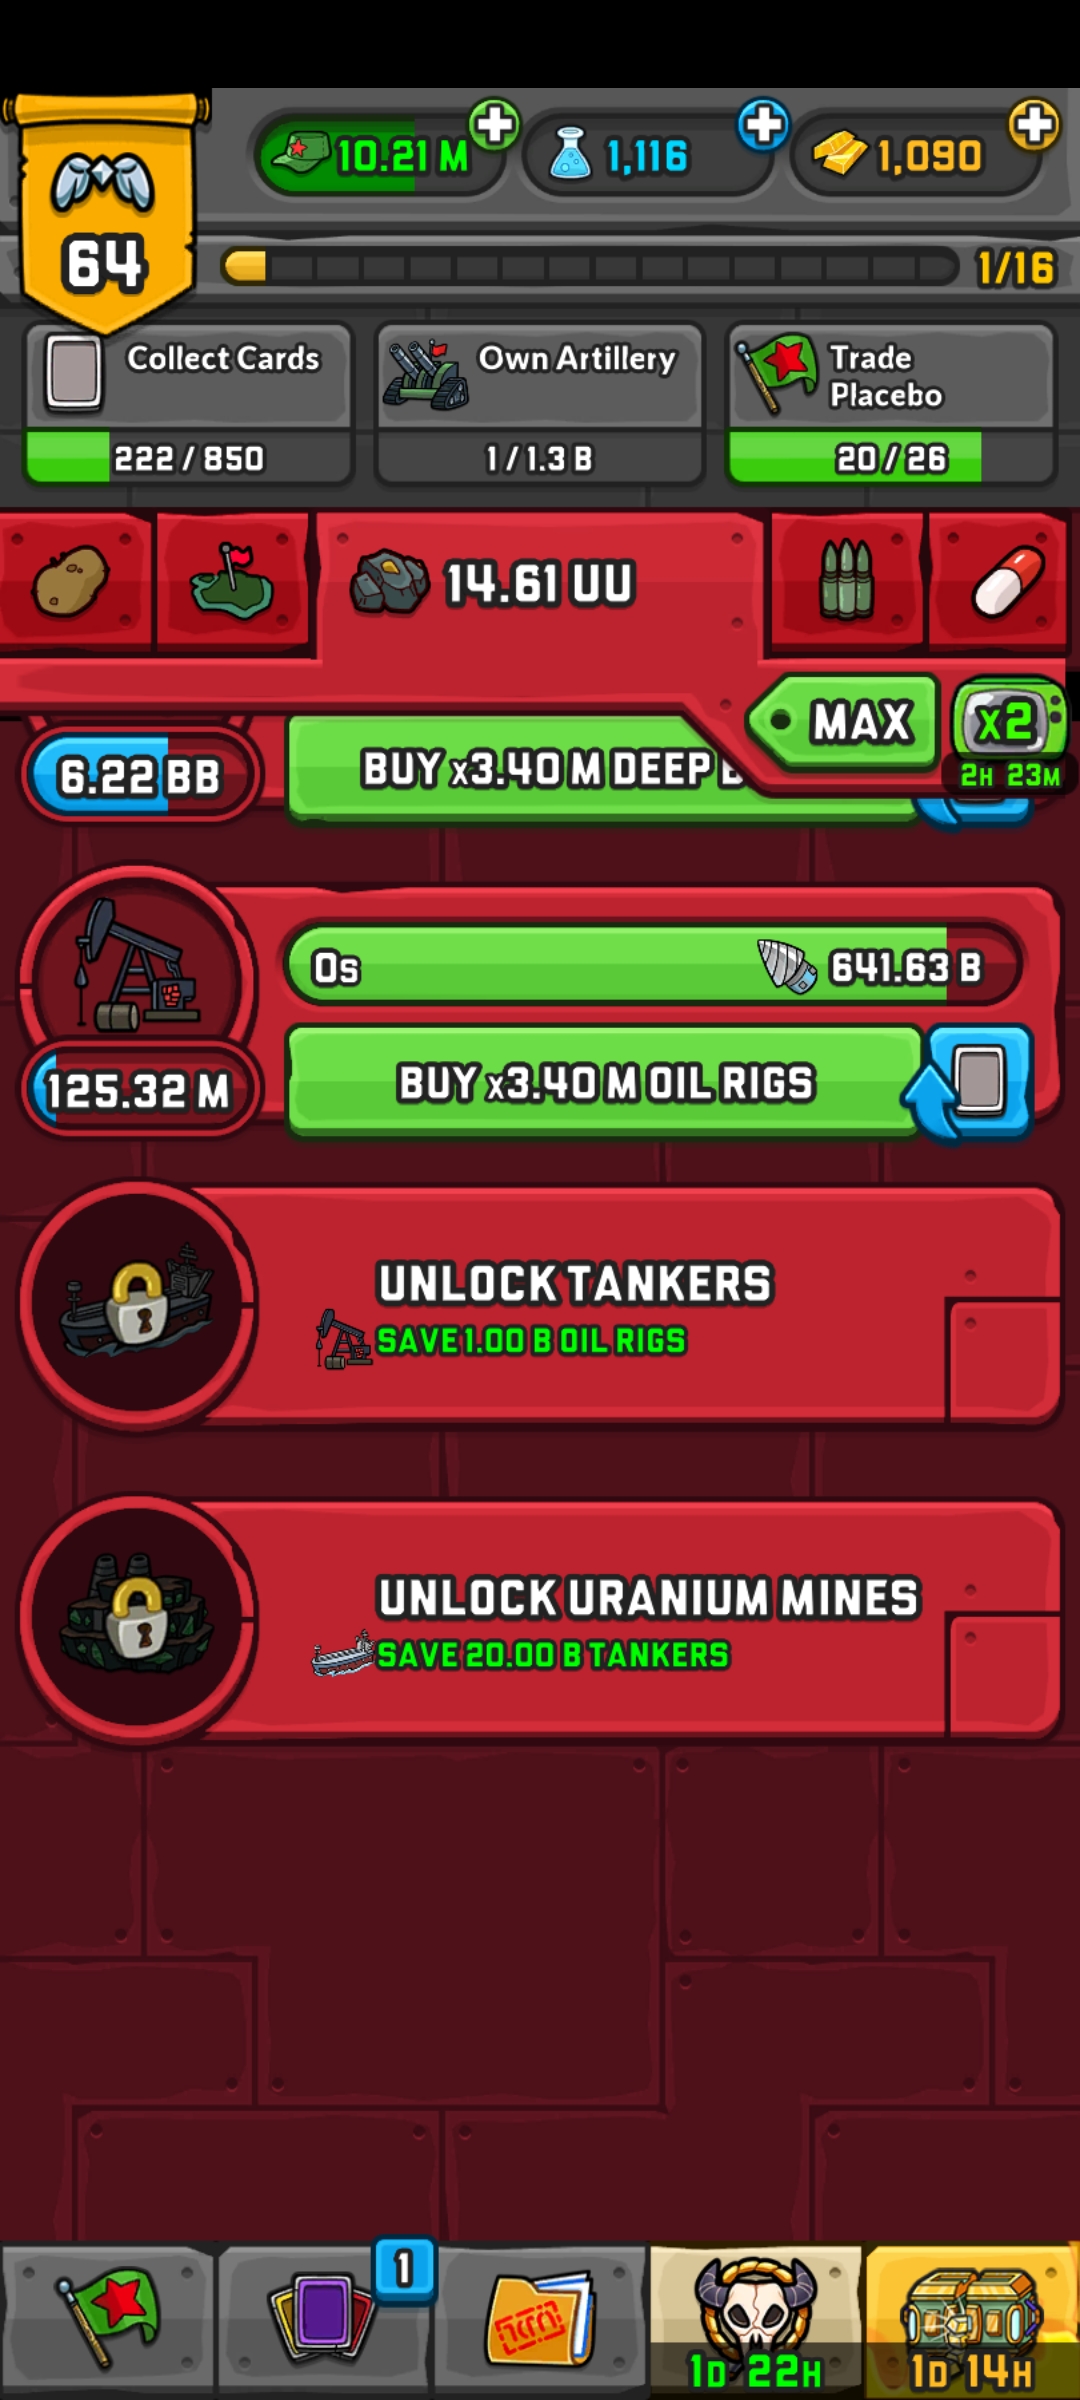 10.21 M
1,116
1,090
64
1/16
Collect Cards
222 / 850
Own Artillery
1 / 1.3 B
Trade
Placebo
20 / 26
14.61 UU
MAX
x2
2H 23M
6.22 BB
BUY x3.40 M DEEP
0s
641.63 B
125.32 M
BUY x3.40 M OIL RIGS
UNLOCK TANKERS
SAVE 1.00 B OIL RIGS
UNLOCK URANIUM MINES
SAVE 20.00 B TANKERS
1
1D 22H
1D 14H